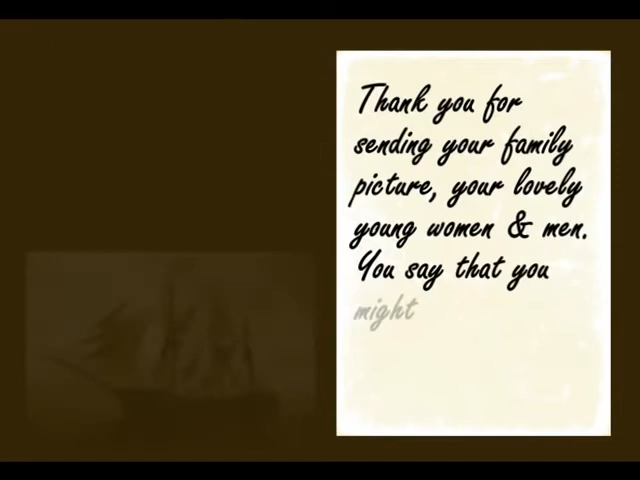 Thank you for
sending your family
picture, your lovely
young women & men.
You say that you
might